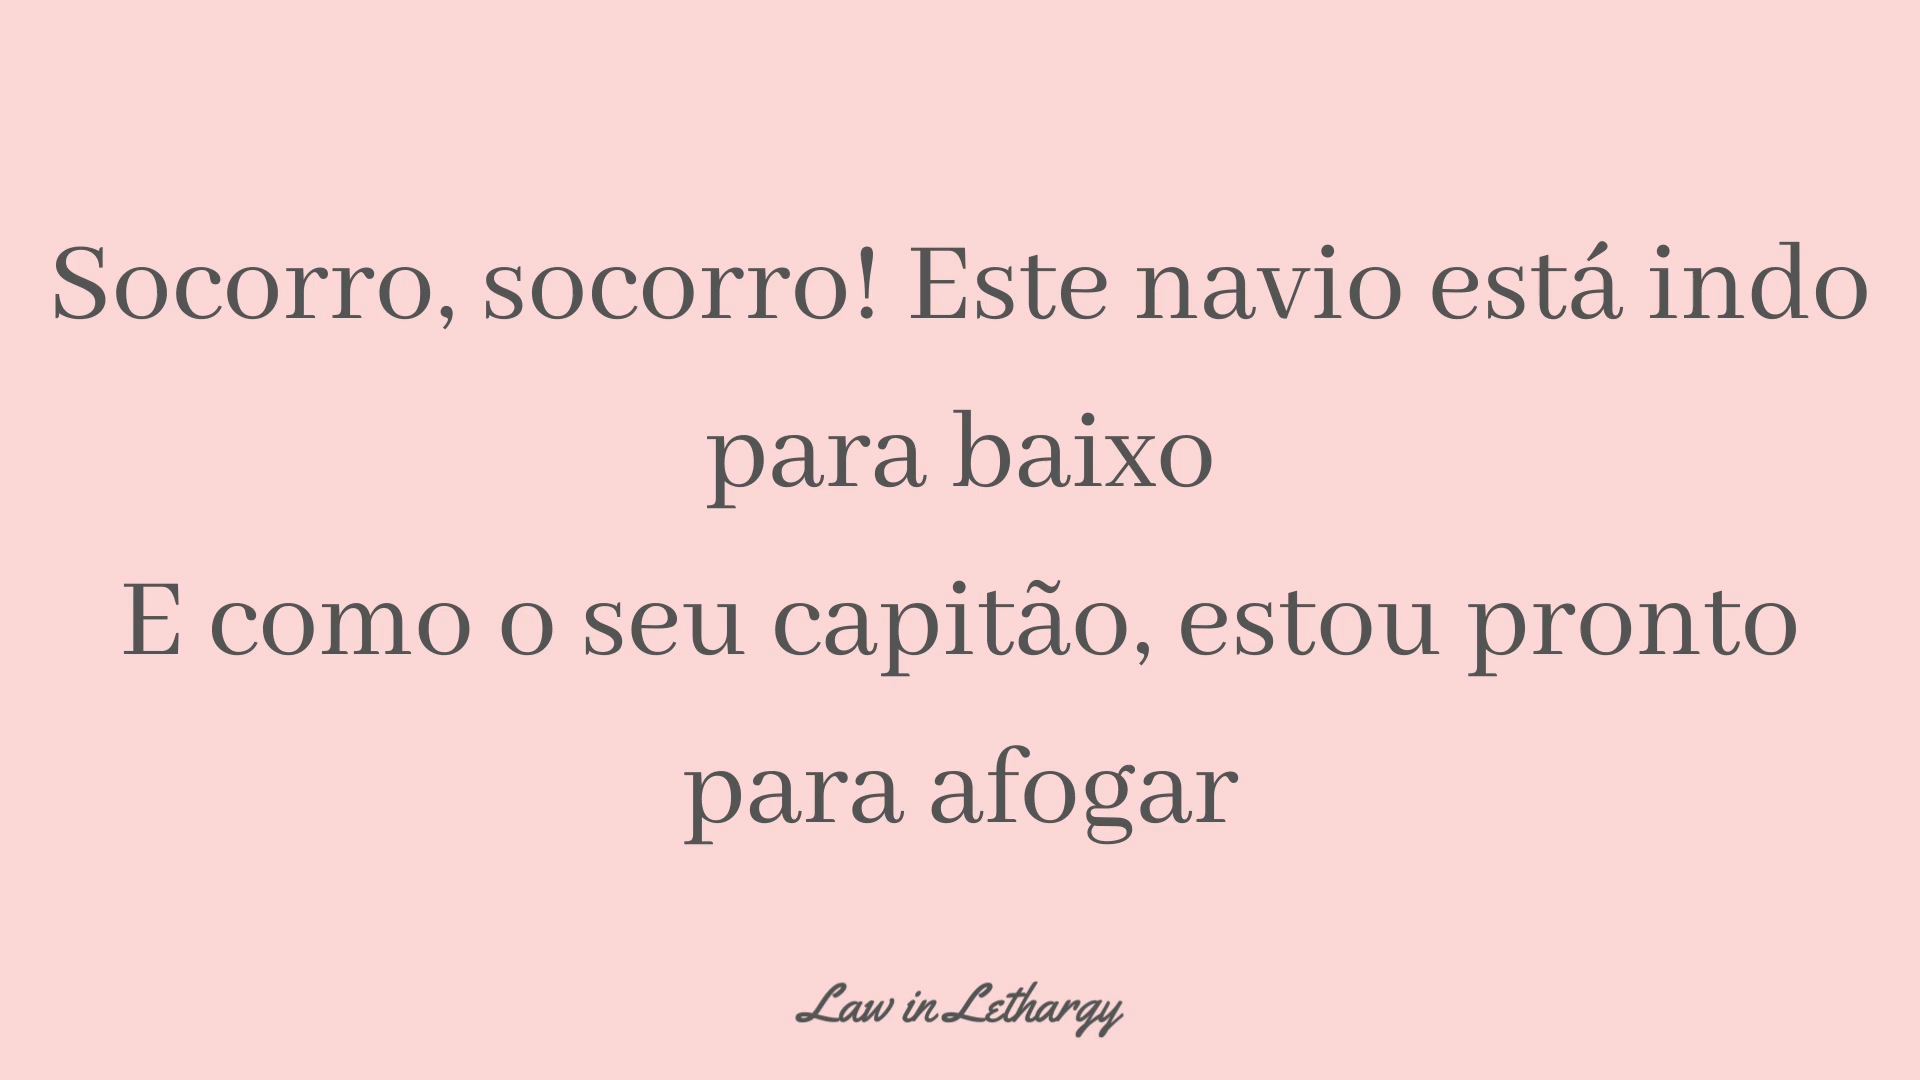 Socorro, socorro! Este navio está indo
para baixo
E como o seu capitão, estou pronto
para afogar
Law in Lethargy